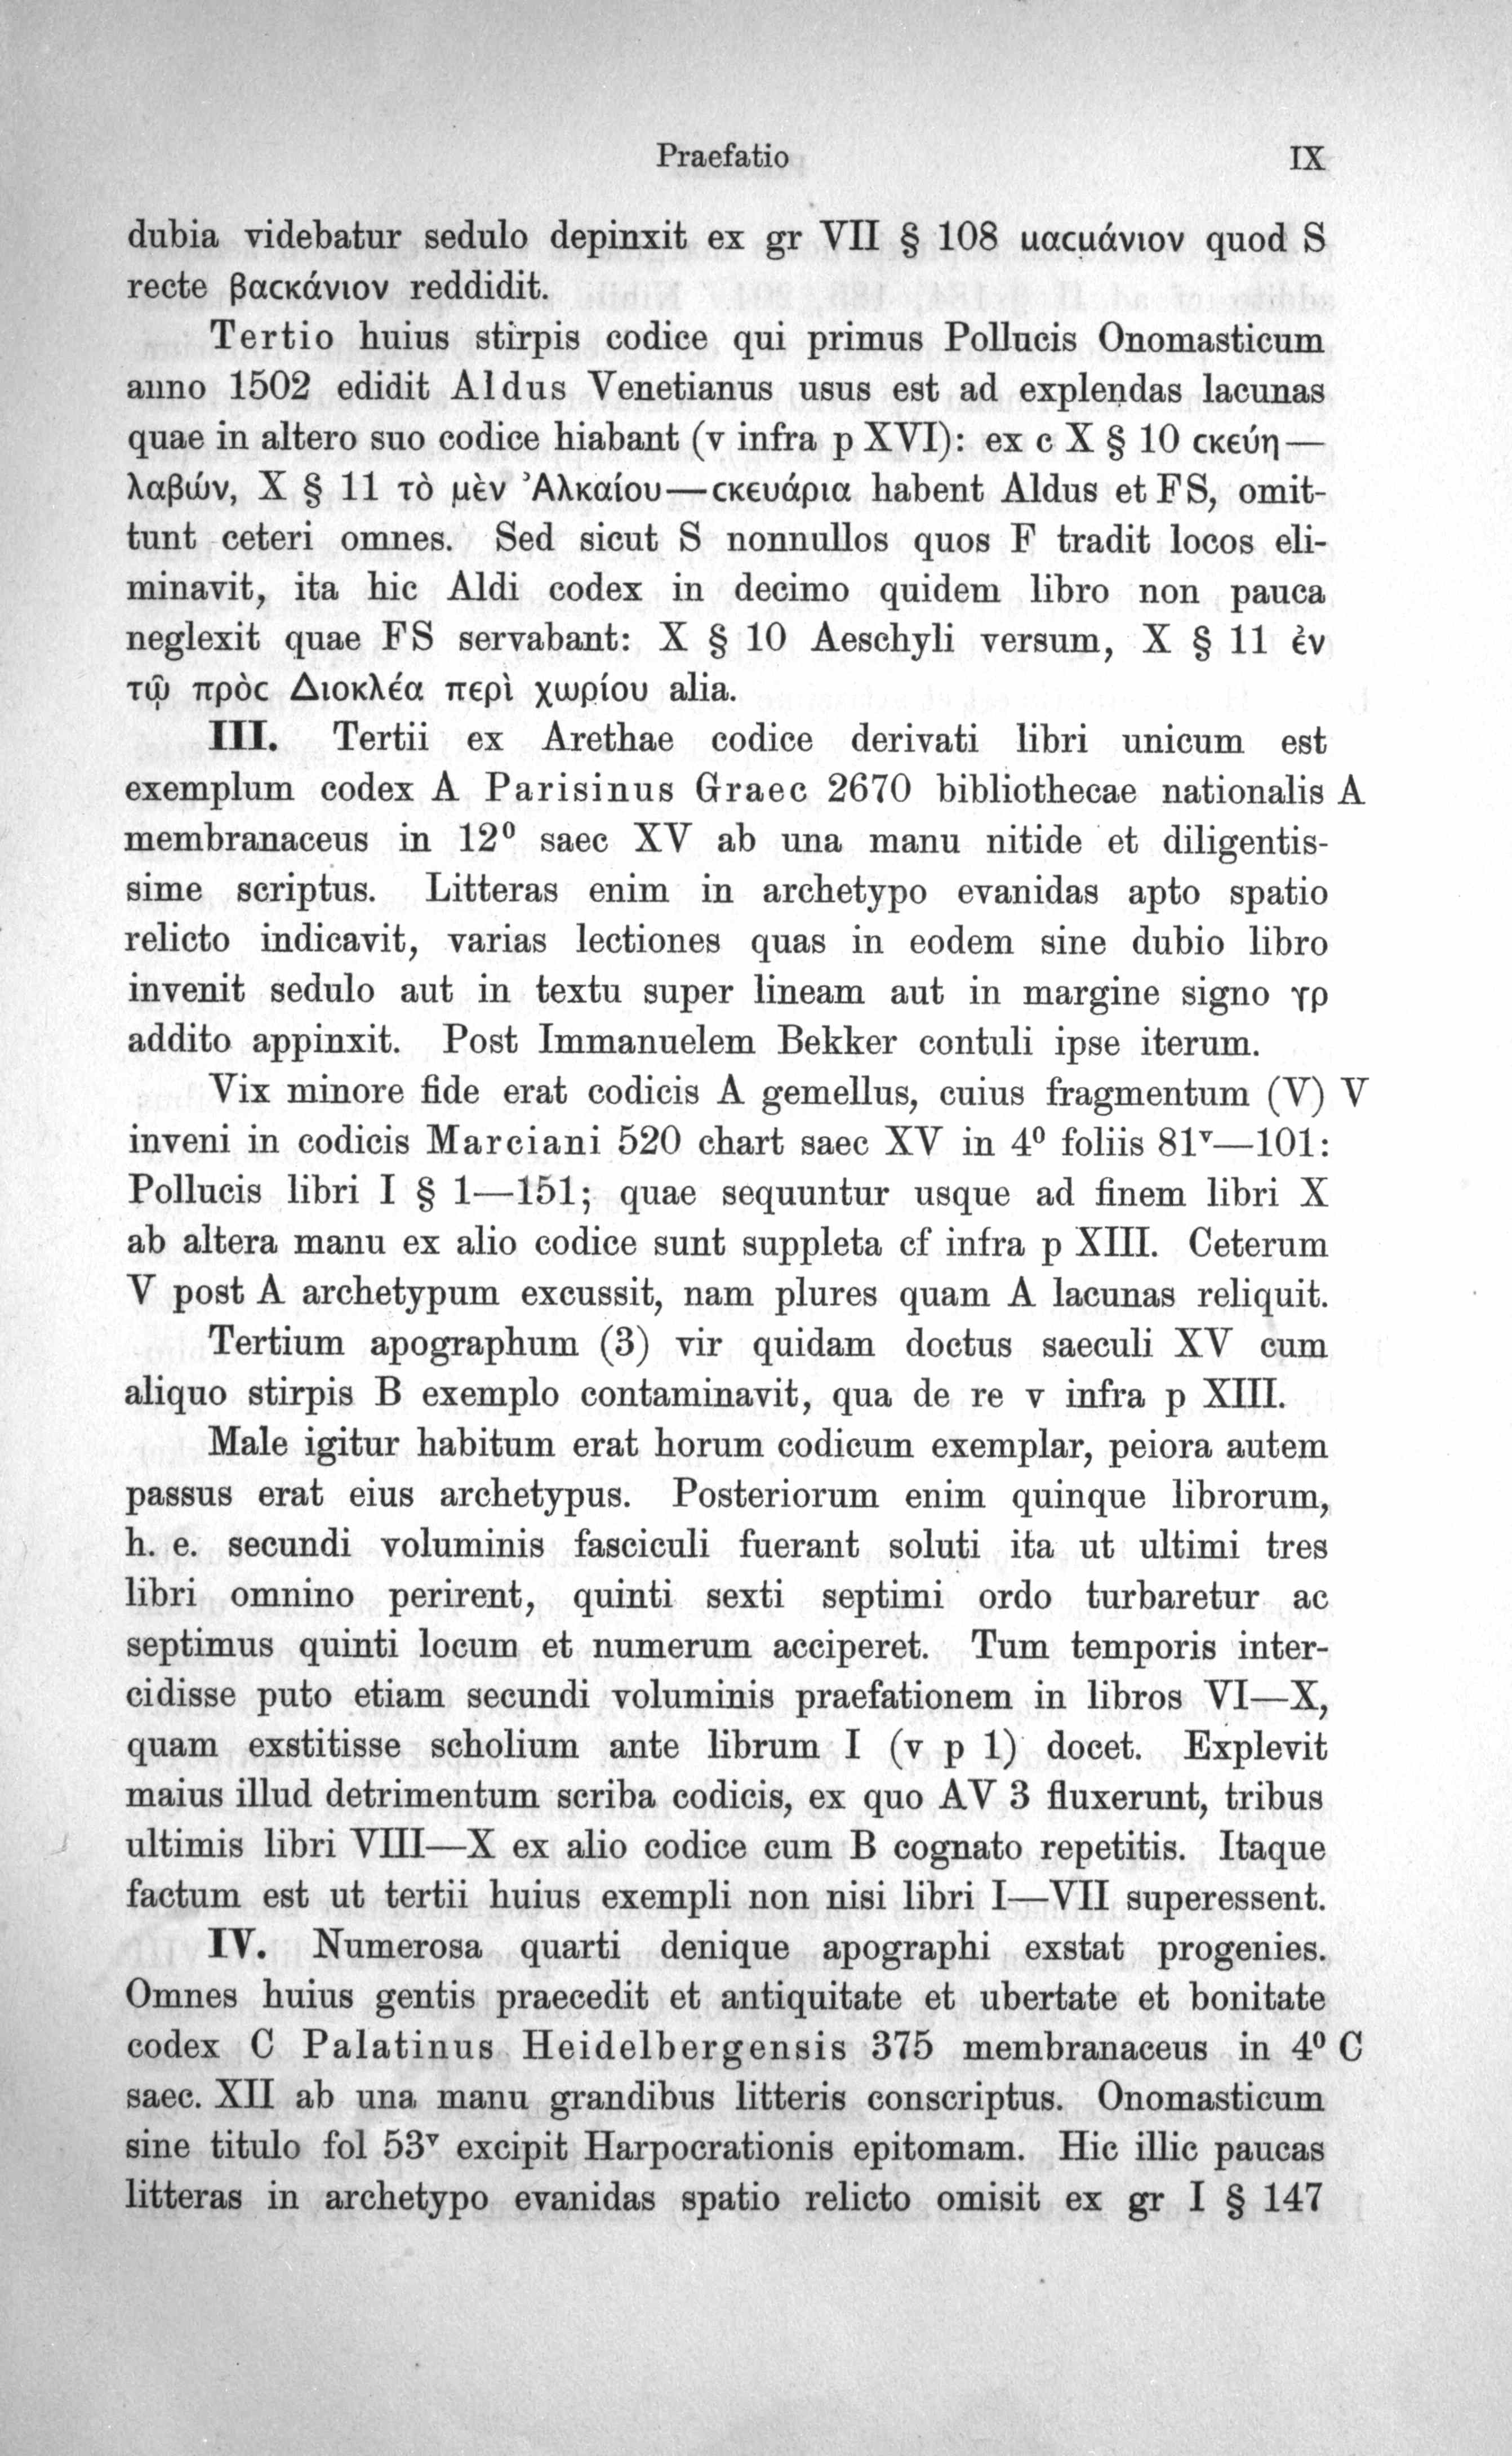 Praefatio IX
dubia videbatur sedulo depinxit ex gr VII § 108 uαcuάνιον quod S
recte βαcκάνιον reddidit.
Tertio huius stirpis codice qui primus Pollucis Onomasticum
anno 1502 edidit Aldus Venetianus usus est ad explendas lacunas
quae in altero suo codice hiabant (v infra p XVI): ex c X § 10 cκεύη—
λαβών, X § 11 τὸ μὲν Ἀλκαίου—cκευάρια habent Aldus et FS, omit-
tunt ceteri omnes. Sed sicut S nonnullos quos F tradit locos eli-
minavit, ita hic Aldi codex in decimo quidem libro non pauca
neglexit quae FS servabant: X § 10 Aeschyli versum, X § 11 ἐν
τῷ πρὸc Διοκλέα περὶ χωρίου alia.
III. Tertii ex Arethae codice derivati libri unicum est
exemplum codex A Parisinus Graec 2670 bibliothecae nationalis A
membranaceus in 12⁰ saec XV ab una manu nitide et diligentis-
sime scriptus. Litteras enim in archetypo evanidas apto spatio
relicto indicavit, varias lectiones quas in eodem sine dubio libro
invenit sedulo aut in textu super lineam aut in margine signo γρ
addito appinxit. Post Immanuelem Bekker contuli ipse iterum.
Vix minore fide erat codicis A gemellus, cuius fragmentum (V) V
inveni in codicis Marciani 520 chart saec XV in 4⁰ foliis 81ᵛ—101:
Pollucis libri I § 1—151; quae sequuntur usque ad finem libri X
ab altera manu ex alio codice sunt suppleta cf infra p XIII. Ceterum
V post A archetypum excussit, nam plures quam A lacunas reliquit.
Tertium apographum (3) vir quidam doctus saeculi XV cum
aliquo stirpis B exemplo contaminavit, qua de re v infra p XIII.
Male igitur habitum erat horum codicum exemplar, peiora autem
passus erat eius archetypus. Posteriorum enim quinque librorum,
h. e. secundi voluminis fasciculi fuerant soluti ita ut ultimi tres
libri omnino perirent, quinti sexti septimi ordo turbaretur ac
septimus quinti locum et numerum acciperet. Tum temporis inter-
cidisse puto etiam secundi voluminis praefationem in libros VI—X,
quam exstitisse scholium ante librum I (v p 1) docet. Explevit
maius illud detrimentum scriba codicis, ex quo AV 3 fluxerunt, tribus
ultimis libri VIII—X ex alio codice cum B cognato repetitis. Itaque
factum est ut tertii huius exempli non nisi libri I—VII superessent.
IV. Numerosa quarti denique apographi exstat progenies.
Omnes huius gentis praecedit et antiquitate et ubertate et bonitate
codex C Palatinus Heidelbergensis 375 membranaceus in 4⁰ C
saec. XII ab una manu grandibus litteris conscriptus. Onomasticum
sine titulo fol 53ᵛ excipit Harpocrationis epitomam. Hic illic paucas
litteras in archetypo evanidas spatio relicto omisit ex gr I § 147